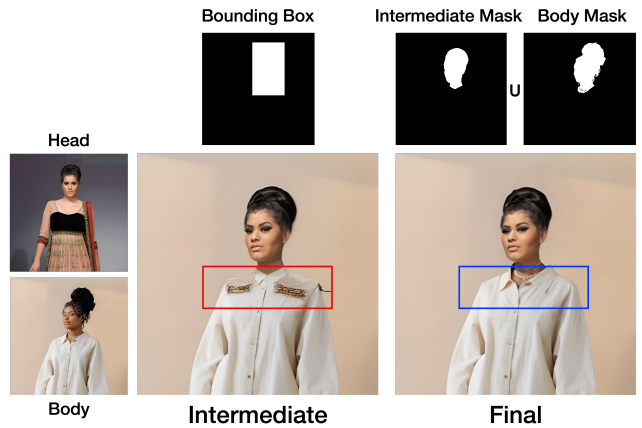 Bounding Box
Intermediate Mask
Body Mask
U
Head
Body
Intermediate
Final